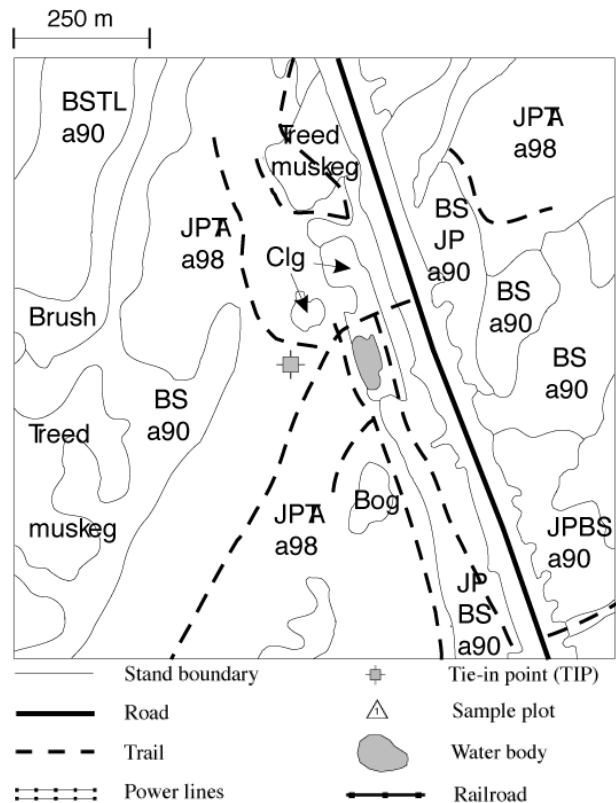 250 m
BSTL
a90
Treed
muskeg
JPTA
a98
JPTA
a98
BS
JP
a90
Clg
BS
a90
Brush
BS
a90
BS
a90
Treed
muskeg
JPTA
a98
Bog
JPBS
a90
JP
BS
a90
Stand boundary
Tie-in point (TIP)
Road
1
Sample plot
Trail
Water body
Power lines
Railroad